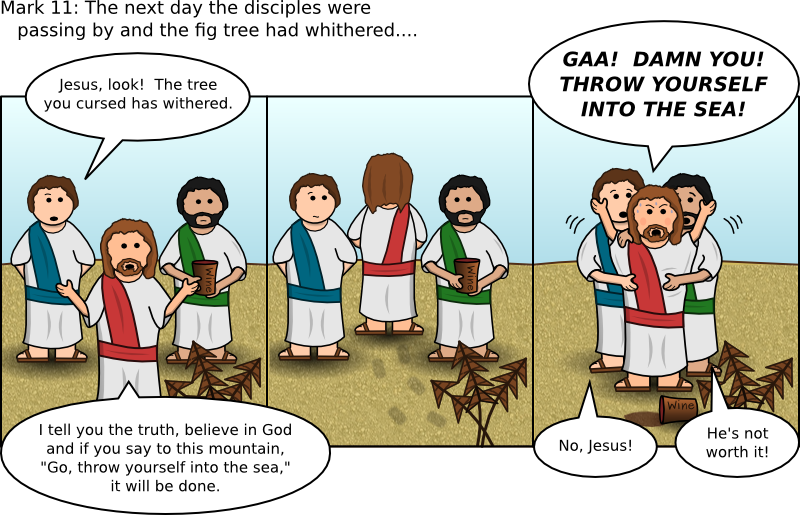 Mark 11: The next day the disciples were
passing by and the fig tree had whithered....
Jesus, look!  The tree
you cursed has withered.
Wine
I tell you the truth, believe in God
and if you say to this mountain,
"Go, throw yourself into the sea,"
it will be done.
Wine
GAA!  DAMN YOU!
THROW YOURSELF
INTO THE SEA!
Wine
No, Jesus!
He's not
worth it!